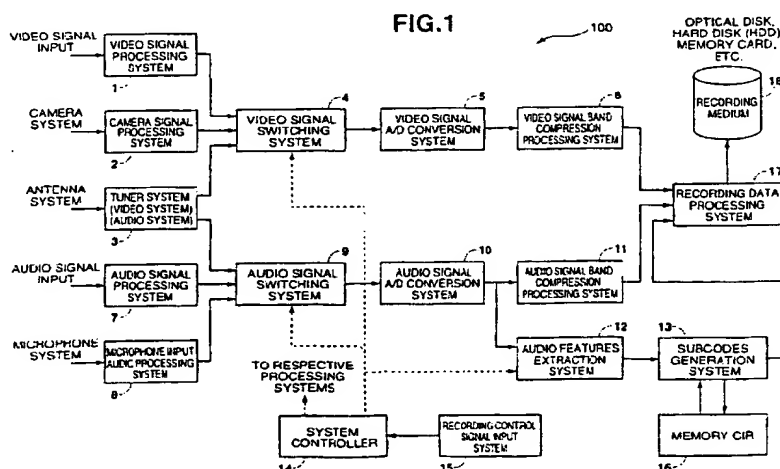 FIG.1
100
OPTICAL DISK,
HARD DISK (HDD)
MEMORY CARD,
ETC.
18
RECORDING
MEDIUM
VIDEO SIGNAL
INPUT
VIDEO SIGNAL
PROCESSING
SYSTEM
1
CAMERA
SYSTEM
CAMERA SIGNAL
PROCESSING
SYSTEM
2
4
VIDEO SIGNAL
SWITCHING
SYSTEM
5
VIDEO SIGNAL
A/D CONVERSION
SYSTEM
6
VIDEO SIGNAL BAND
COMPRESSION
PROCESSING SYSTEM
17
RECORDING DATA
PROCESSING
SYSTEM
ANTENNA
SYSTEM
TUNER SYSTEM
(VIDEO SYSTEM)
(AUDIO SYSTEM)
3
AUDIO SIGNAL
INPUT
AUDIO SIGNAL
PROCESSING
SYSTEM
7
9
AUDIO SIGNAL
SWITCHING
SYSTEM
10
AUDIO SIGNAL
A/D CONVERSION
SYSTEM
11
AUDIO SIGNAL BAND
COMPRESSION
PROCESSING SYSTEM
MICROPHONE
SYSTEM
MICROPHONE INPUT
AUDIO PROCESSING
SYSTEM
8
12
AUDIO FEATURES
EXTRACTION
SYSTEM
13
SUBCODES
GENERATION
SYSTEM
TO RESPECTIVE
PROCESSING
SYSTEMS
SYSTEM
CONTROLLER
14
RECORDING CONTROL
SIGNAL INPUT SYSTEM
15
MEMORY CIR
16